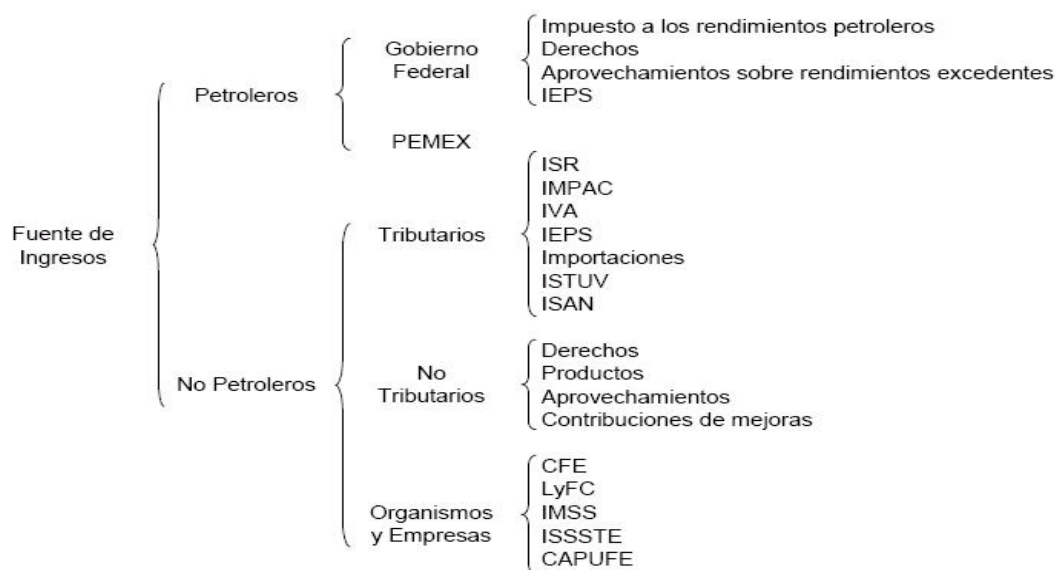 Fuente de
Ingresos
Petroleros
Gobierno
Federal
Impuesto a los rendimientos petroleros
Derechos
Aprovechamientos sobre rendimientos excedentes
IEPS
PEMEX
No Petroleros
Tributarios
ISR
IMPAC
IVA
IEPS
Importaciones
ISTUV
ISAN
No
Tributarios
Derechos
Productos
Aprovechamientos
Contribuciones de mejoras
Organismos
y Empresas
CFE
LyFC
IMSS
ISSSTE
CAPUFE